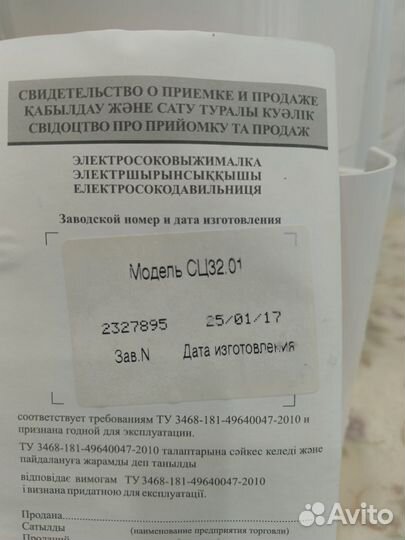 СВИДЕТЕЛЬСТВО О ПРИЕМКЕ И ПРОДАЖЕ
ҚАБЫЛДАУ ЖӘНЕ САТУ ТУРАЛЫ КУӘЛІК
СВІДОЦТВО ПРО ПРИЙОМКУ ТА ПРОДАЖ
ЭЛЕКТРОСОКОВЫЖИМАЛКА
ЭЛЕКТРШЫРЫНСЫҚҚЫШЫ
ЕЛЕКТРОСОКОДАВИЛЬНИЦЯ
Заводской номер и дата изготовления
Модель СЦ32.01
2327895 25/01/17
Зав.N Дата изготовления
соответствует требованиям ТУ 3468-181-49640047-2010 и
признана годной для эксплуатации.
ТУ 3468-181-49640047-2010 талаптарына сәйкес келеді және
пайдалануға жарамды деп танылды
відповідає вимогам ТУ 3468-181-49640047-2010
і визнана придатною для експлуатації.
Продана
Сатылды (наименование предприятия торговли)
Проданий
Avito